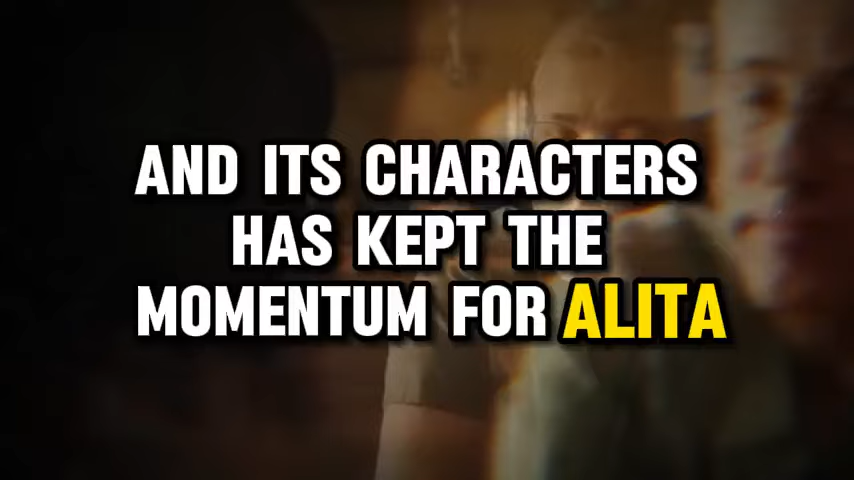 AND ITS CHARACTERS
HAS KEPT THE
MOMENTUM FOR ALITA